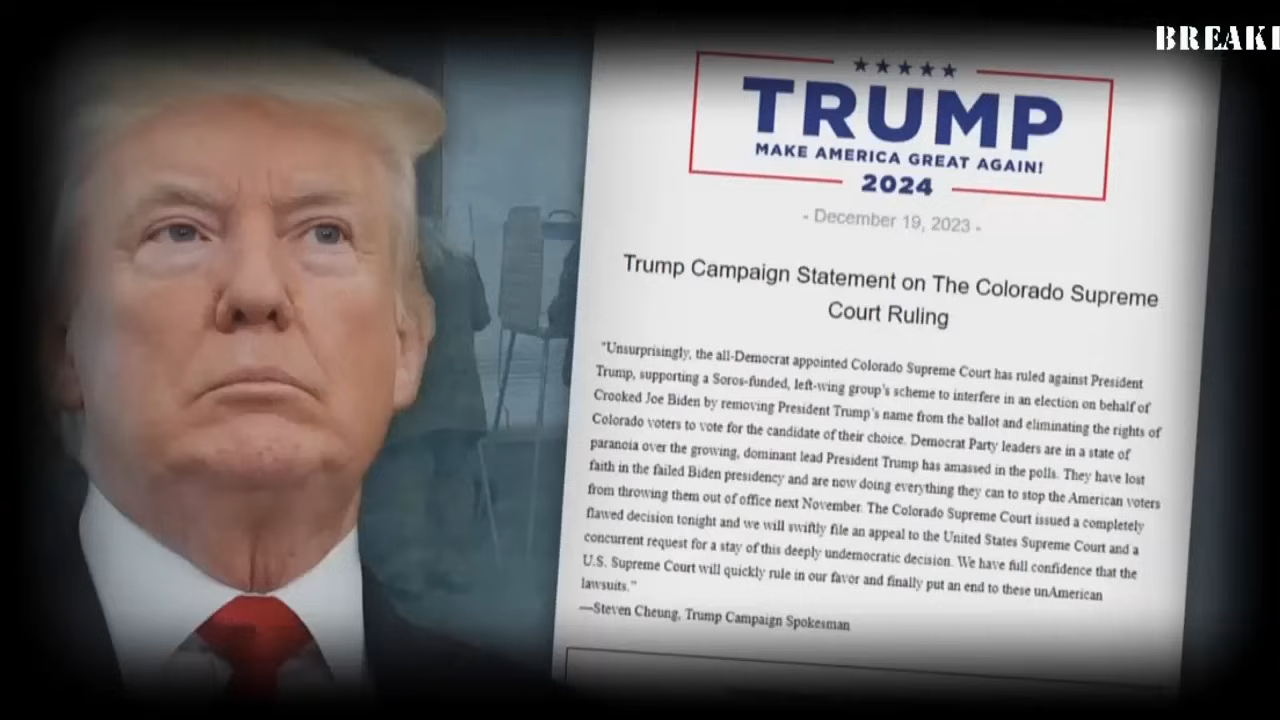 BREAKI
★★★★★
TRUMP
MAKE AMERICA GREAT AGAIN!
2024
- December 19, 2023 -
Trump Campaign Statement on The Colorado Supreme
Court Ruling
"Unsurprisingly, the all-Democrat appointed Colorado Supreme Court has ruled against President
Trump, supporting a Soros-funded, left-wing group's scheme to interfere in an election on behalf of
Crooked Joe Biden by removing President Trump's name from the ballot and eliminating the rights of
Colorado voters to vote for the candidate of their choice. Democrat Party leaders are in a state of
paranoia over the growing, dominant lead President Trump has amassed in the polls. They have lost
faith in the failed Biden presidency and are now doing everything they can to stop the American voters
from throwing them out of office next November. The Colorado Supreme Court issued a completely
flawed decision tonight and we will swiftly file an appeal to the United States Supreme Court and a
concurrent request for a stay of this deeply undemocratic decision. We have full confidence that the
U.S. Supreme Court will quickly rule in our favor and finally put an end to these unAmerican
lawsuits."
—Steven Cheung, Trump Campaign Spokesman